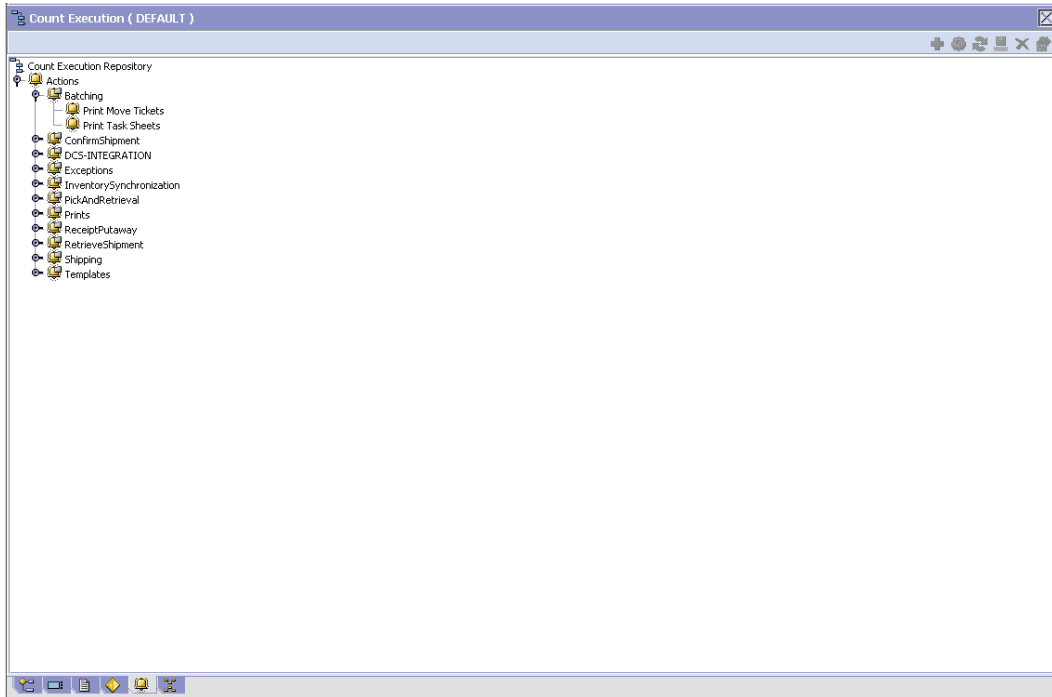 Count Execution ( DEFAULT )
Count Execution Repository
Actions
Batching
Print Move Tickets
Print Task Sheets
ConfirmShipment
DCS-INTEGRATION
Exceptions
InventorySynchronization
PickAndRetrieval
Prints
ReceiptPutaway
RetrieveShipment
Shipping
Templates